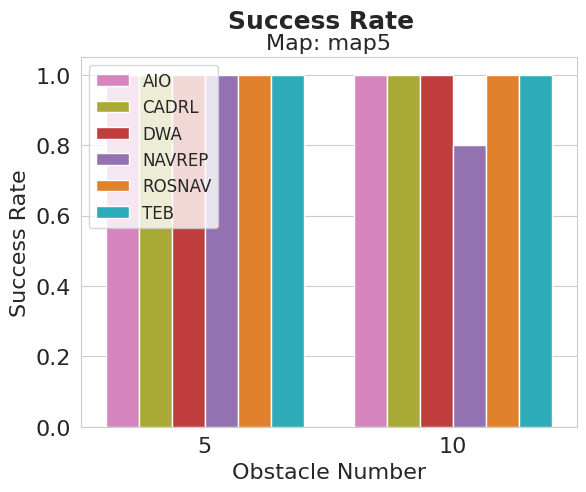 Success Rate
Map: map5
1.0
0.8
0.6
0.4
0.2
0.0
Success Rate
AIO
CADRL
DWA
NAVREP
ROSNAV
TEB
5
10
Obstacle Number